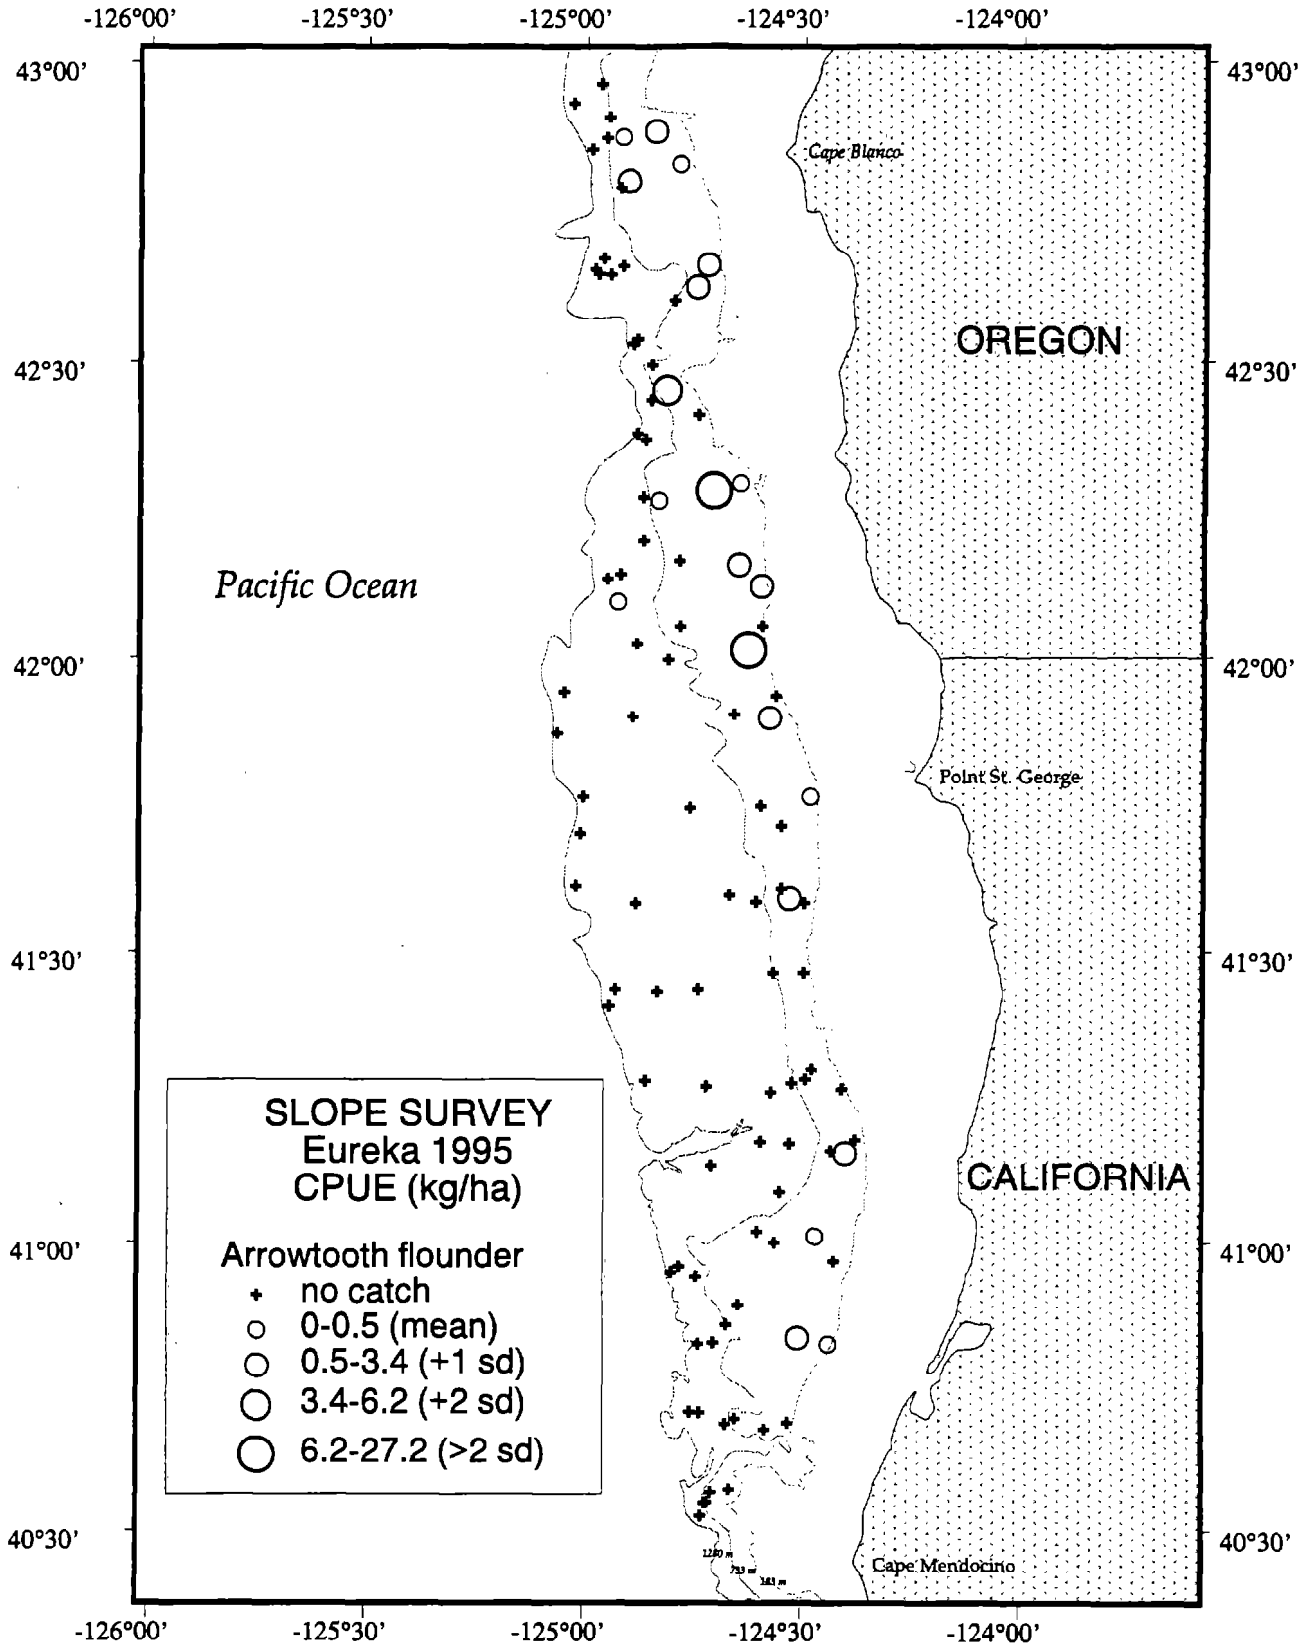 -126°00' -125°30' -125°00' -124°30' -124°00'
43°00' 43°00'
Cape Blanco
OREGON
42°30' 42°30'
Pacific Ocean
42°00' 42°00'
Point St. George
41°30' 41°30'
SLOPE SURVEY
Eureka 1995
CPUE (kg/ha)
CALIFORNIA
41°00' 41°00'
Arrowtooth flounder
no catch
0-0.5 (mean)
0.5-3.4 (+1 sd)
3.4-6.2 (+2 sd)
6.2-27.2 (>2 sd)
40°30' 40°30'
Cape Mendocino
183 m
-126°00' -125°30' -125°00' -124°30' -124°00'